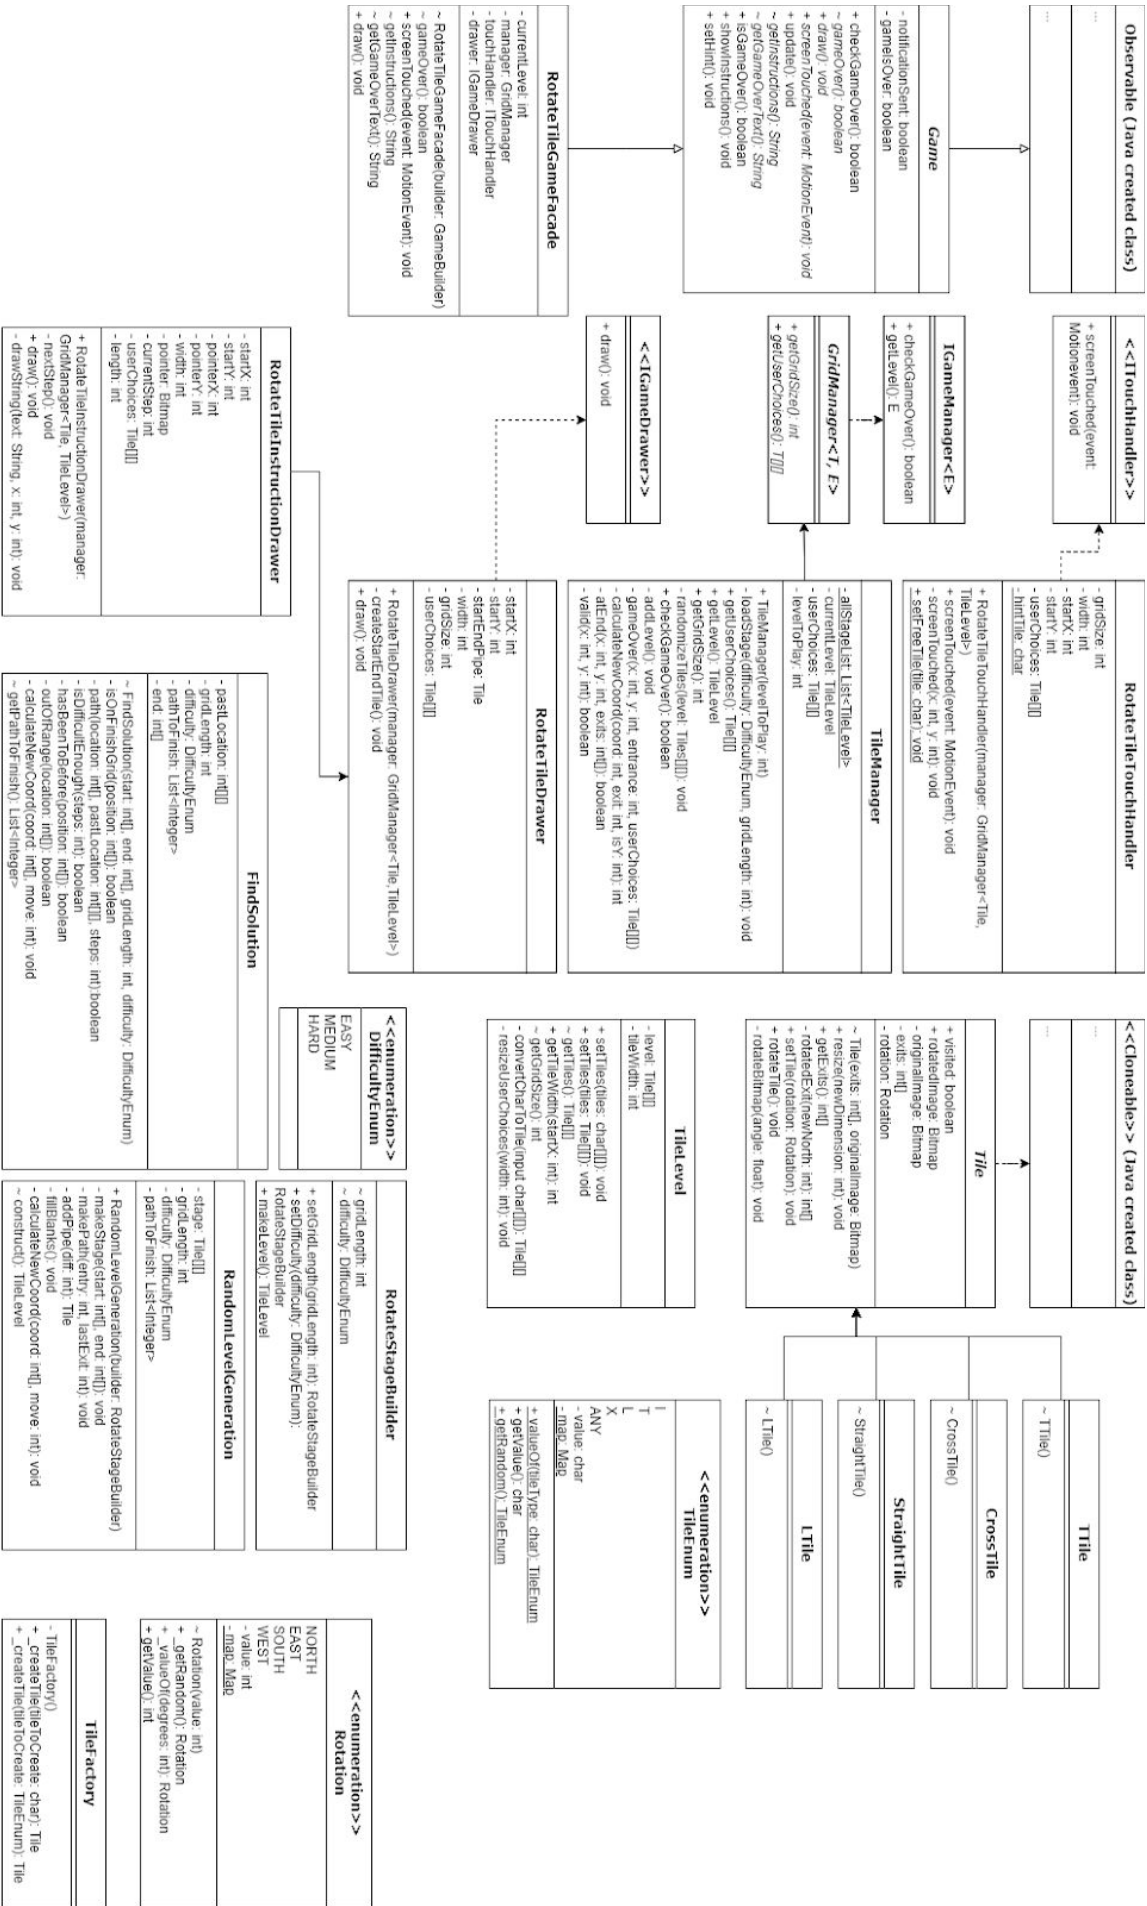 Observable (Java created class)
...
...
Game
- notificationSent: boolean
- gameIsOver: boolean
+ checkGameOver(): boolean
~ gameOver(): boolean
+ draw(): void
+ screenTouched(event: MotionEvent): void
+ update(): void
~ getInstructions(): String
~ getGameOverText(): String
+ isGameOver(): boolean
+ showInstructions(): void
+ setHint(): void
RotateTileGameFacade
- currentLevel: int
- manager: GridManager
- touchHandler: ITouchHandler
- drawer: IGameDrawer
~ RotateTileGameFacade(builder: GameBuilder)
~ gameOver(): boolean
+ screenTouched(event: MotionEvent): void
~ getInstructions(): String
~ getGameOverText(): String
+ draw(): void
<<ITouchHandler>>
+ screenTouched(event:
Motionevent): void
IGameManager<E>
+ checkGameOver(): boolean
+ getLevel(): E
GridManager<T, E>
+ getGridSize(): int
+ getUserChoices(): T[][]
<<IGameDrawer>>
+ draw(): void
RotateTileInstructionDrawer
- startX: int
- startY: int
- pointerX: int
- pointerY: int
- width: int
- pointer: Bitmap
- currentStep: int
- userChoices: Tile[][]
- length: int
+ RotateTileInstructionDrawer(manager:
GridManager<Tile, TileLevel>)
- nextStep(): void
+ draw(): void
- drawString(text: String, x: int, y: int): void
RotateTileTouchHandler
- gridSize: int
- width: int
- startX: int
- startY: int
- userChoices: Tile[][]
- hintTile: char
+ RotateTileTouchHandler(manager: GridManager<Tile,
TileLevel>)
+ screenTouched(event: MotionEvent): void
- screenTouched(x: int, y: int): void
+ setFreeTile(tile: char): void
TileManager
- allStageList: List<TileLevel>
- currentLevel: TileLevel
- userChoices: Tile[][]
- levelToPlay: int
+ TileManager(levelToPlay: int)
- loadStage(difficulty: DifficultyEnum, gridLength: int): void
+ getUserChoices(): Tile[][]
+ getLevel(): TileLevel
+ getGridSize(): int
- randomizeTiles(level: Tiles[][]): void
+ checkGameOver(): boolean
- addLevel(): void
- gameOver(x: int, y: int, entrance: int, userChoices: Tile[][])
- calculateNewCoord(coord: int, exit: int, isY: int): int
- atEnd(x: int, y: int, exits: int[]): boolean
- valid(x: int, y: int): boolean
RotateTileDrawer
- startX: int
- startY: int
- startEndPipe: Tile
- width: int
- gridSize: int
- userChoices: Tile[][]
+ RotateTileDrawer(manager: GridManager<Tile,TileLevel>)
- createStartEndTile(): void
+ draw(): void
FindSolution
- pastLocation: int[][]
- gridLength: int
- difficulty: DifficultyEnum
- pathToFinish: List<Integer>
- end: int[]
~ FindSolution(start: int[], end: int[], gridLength: int, difficulty: DifficultyEnum)
- isOnFinishGrid(position: int[]): boolean
- path(location: int[], pastLocation: int[][], steps: int):boolean
- isDifficultEnough(steps: int): boolean
- hasBeenToBefore(position: int[]): boolean
- outOfRange(location: int[]): boolean
- calculateNewCoord(coord: int[], move: int): void
~ getPathToFinish(): List<Integer>
<<Cloneable>> (Java created class)
...
...
Tile
+ visited: boolean
+ rotatedImage: Bitmap
- originalImage: Bitmap
- exits: int[]
- rotation: Rotation
~ Tile(exits: int[], originalImage: Bitmap)
+ resize(newDimension: int): void
+ getExits(): int[]
- rotatedExit(newNorth: int): int[]
+ setTile(rotation: Rotation): void
+ rotateTile(): void
- rotateBitmap(angle: float): void
TileLevel
- level: Tile[][]
- tileWidth: int
+ setTiles(tiles: char[][]): void
+ setTiles(tiles: Tile[][]): void
~ getTiles(): Tile[][]
+ getTileWidth(startX: int): int
~ getGridSize(): int
- convertCharToTile(input char[][]): Tile[][]
- resizeUserChoices(width: int): void
<<enumeration>>
DifficultyEnum
EASY
MEDIUM
HARD
RotateStageBuilder
~ gridLength: int
~ difficulty: DifficultyEnum
+ setGridLength(gridLength: int): RotateStageBuilder
+ setDifficulty(difficulty: DifficultyEnum):
RotateStageBuilder
+ makeLevel(): TileLevel
RandomLevelGeneration
- stage: Tile[][]
- gridLength: int
- difficulty: DifficultyEnum
- pathToFinish: List<Integer>
+ RandomLevelGeneration(builder: RotateStageBuilder)
- makeStage(start: int[], end: int[]): void
- makePath(entry: int, lastExit: int): void
- addPipe(diff: int): Tile
- fillBlanks(): void
- calculateNewCoord(coord: int[], move: int): void
~ construct(): TileLevel
TTile
~ TTile()
CrossTile
~ CrossTile()
StraightTile
~ StraightTile()
LTile
~ LTile()
<<enumeration>>
TileEnum
I
T
L
X
ANY
- value: char
- map: Map
+ valueOf(tileType: char): TileEnum
+ getValue(): char
+ getRandom(): TileEnum
<<enumeration>>
Rotation
NORTH
EAST
SOUTH
WEST
- value: int
- map: Map
~ Rotation(value: int)
+ _getRandom(): Rotation
+ _valueOf(degrees: int): Rotation
+ getValue(): int
TileFactory
- TileFactory()
+ _createTile(tileToCreate: char): Tile
+ _createTile(tileToCreate: TileEnum): Tile